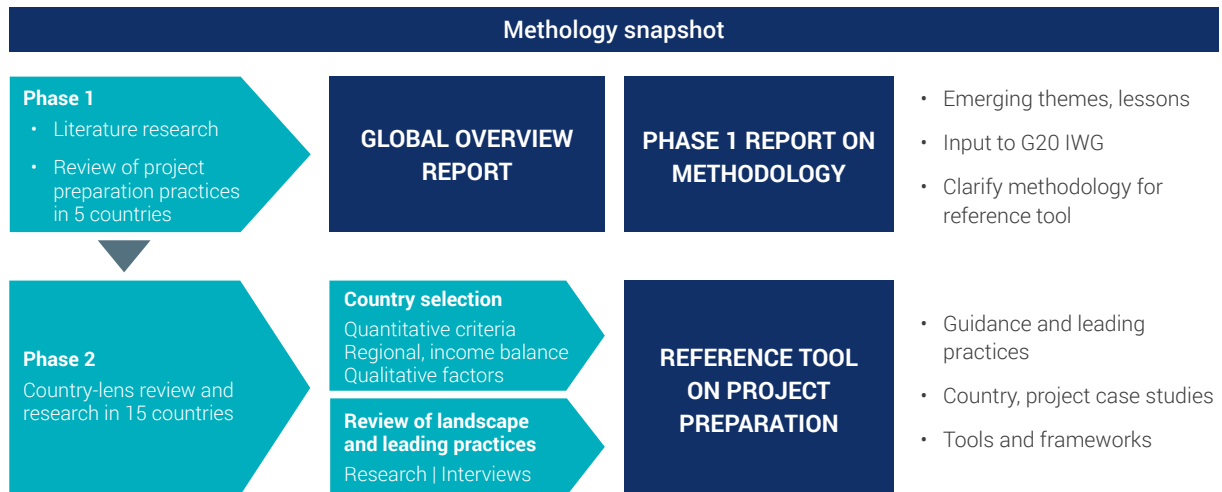 Methology snapshot
Phase 1
• Literature research
• Review of project
preparation practices
in 5 countries
GLOBAL OVERVIEW
REPORT
PHASE 1 REPORT ON
METHODOLOGY
• Emerging themes, lessons
• Input to G20 IWG
• Clarify methodology for
reference tool
Phase 2
Country-lens review and
research in 15 countries
Country selection
Quantitative criteria
Regional, income balance
Qualitative factors
Review of landscape
and leading practices
Research | Interviews
REFERENCE TOOL
ON PROJECT
PREPARATION
• Guidance and leading
practices
• Country, project case studies
• Tools and frameworks